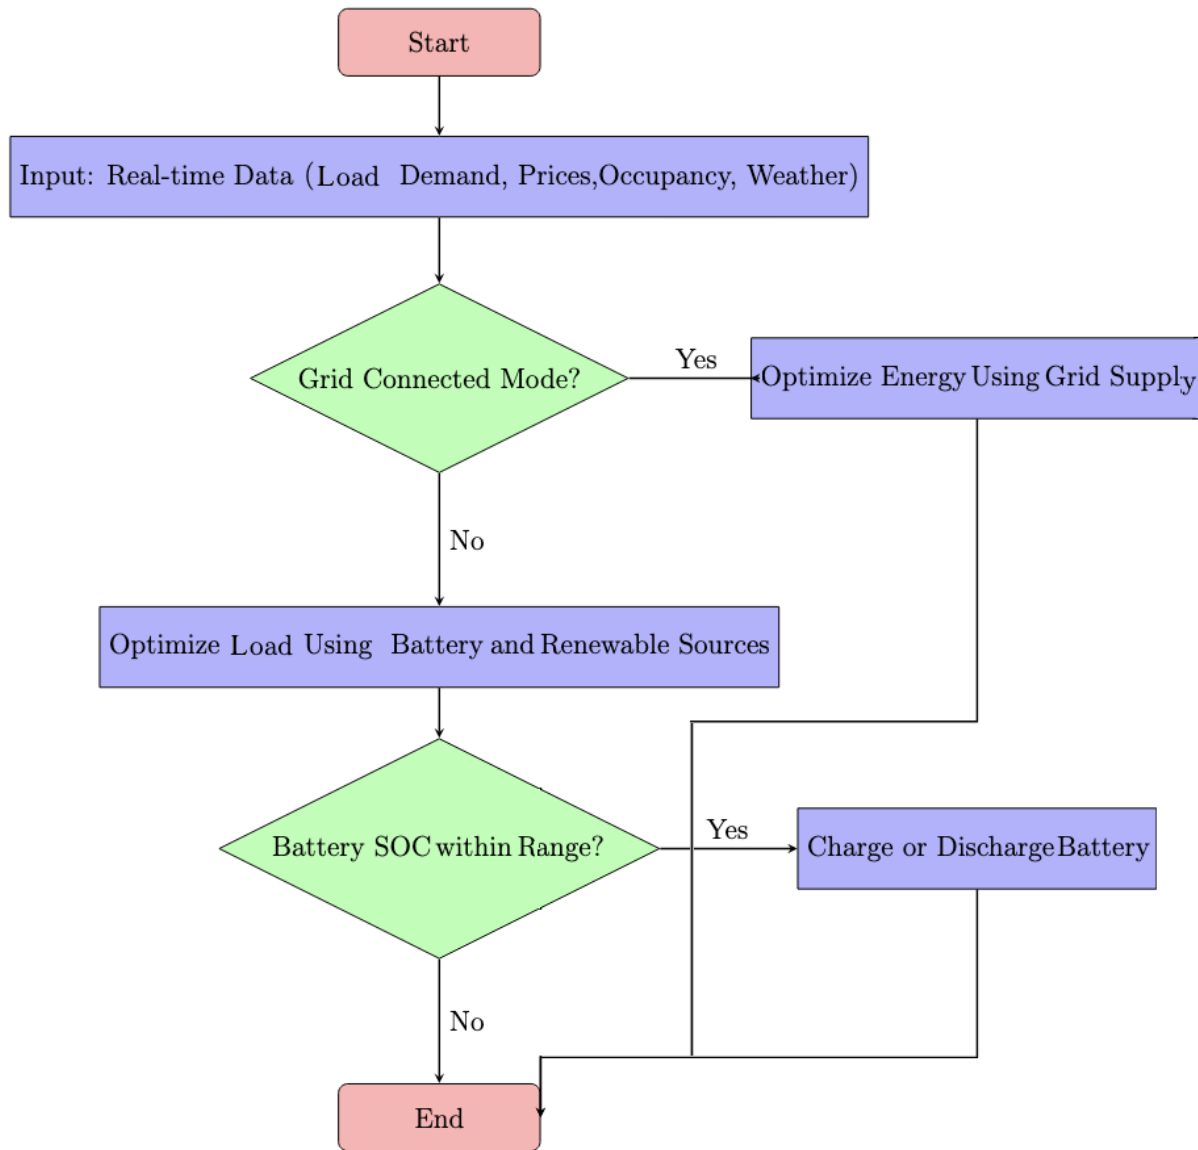 Start
Input: Real-time Data (Load Demand, Prices,Occupancy, Weather)
Grid Connected Mode?
Yes
Optimize Energy Using Grid Supply
No
Optimize Load Using Battery and Renewable Sources
Battery SOC within Range?
Yes
Charge or Discharge Battery
No
End